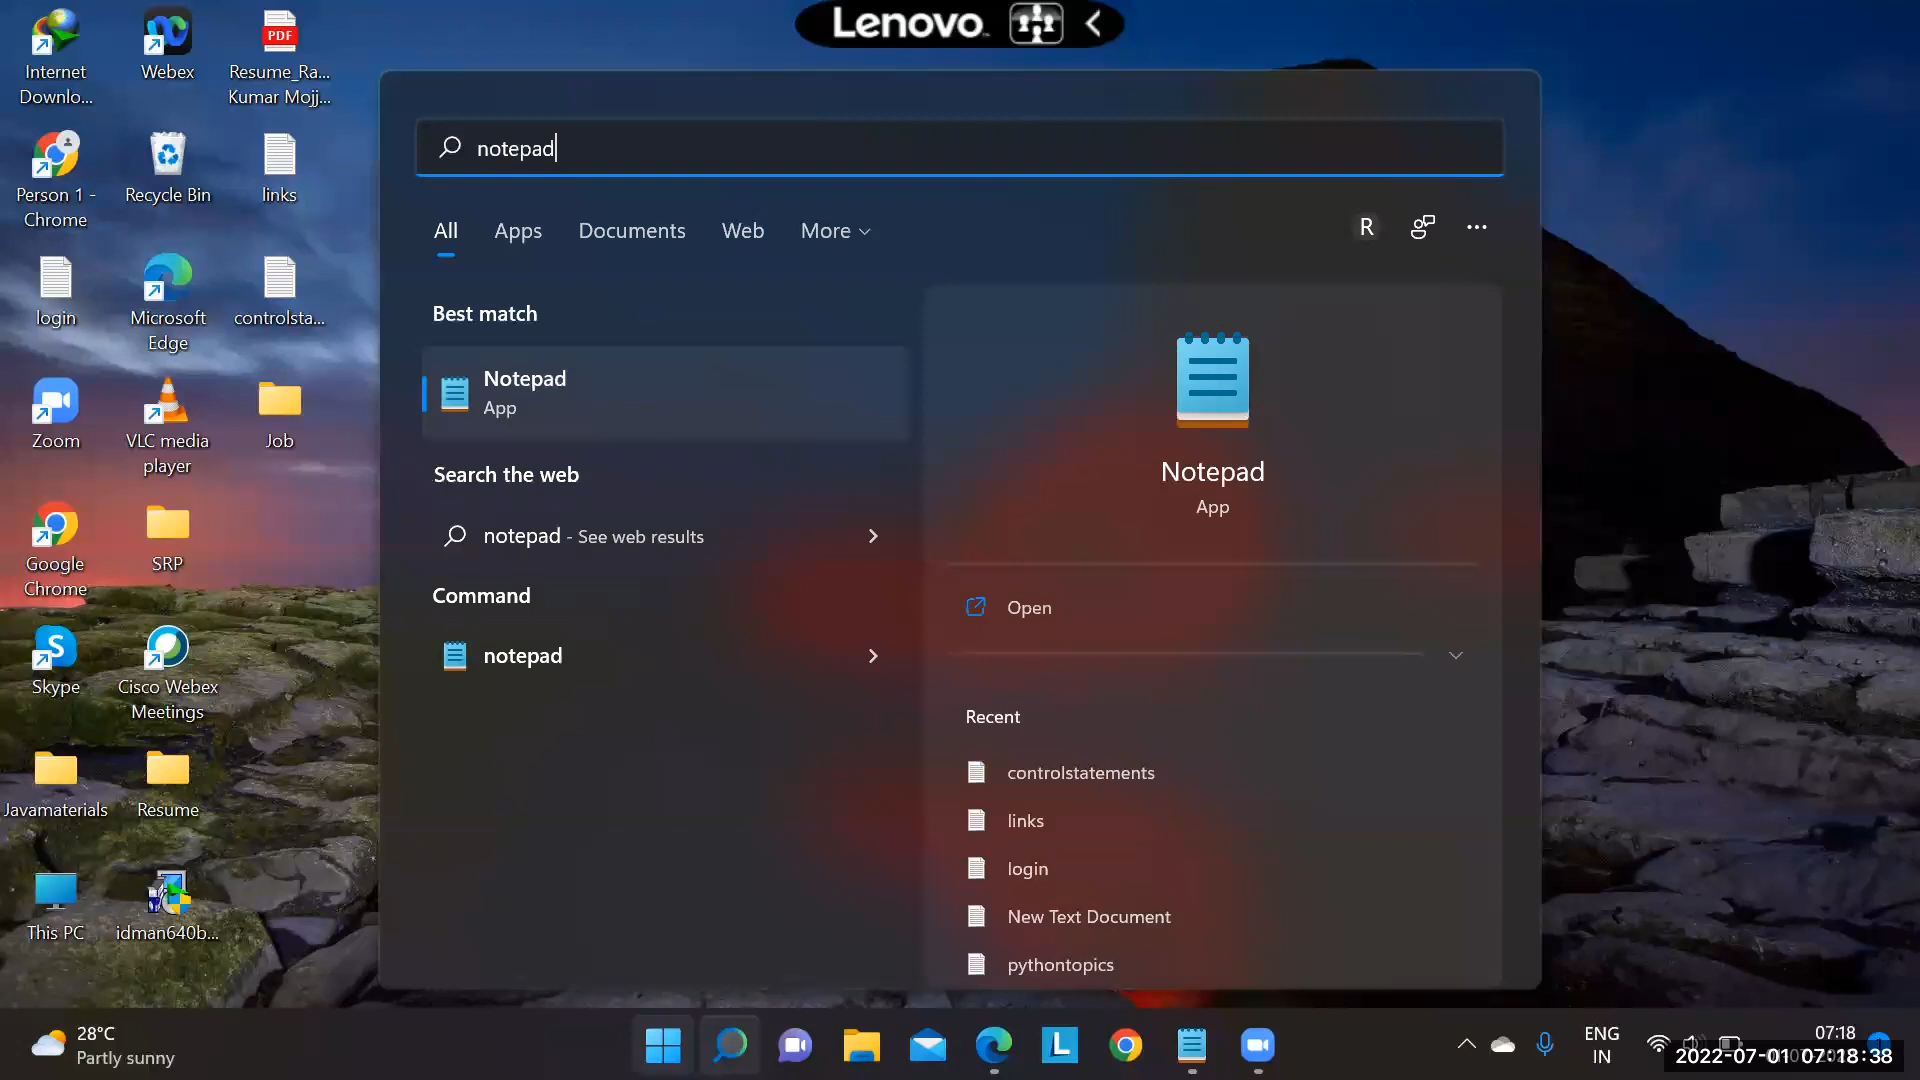 Lenovo
Internet
Downlo...
Webex
PDF
Resume_Ra...
Kumar Mojj...
Person 1 -
Chrome
Recycle Bin
links
login
Microsoft
Edge
controlsta...
Zoom
VLC media
player
Job
Google
Chrome
SRP
Skype
Cisco Webex
Meetings
Javamaterials
Resume
This PC
idman640b...
notepad
All
Apps
Documents
Web
More
R
Best match
Notepad
App
Search the web
notepad - See web results
Command
notepad
Notepad
App
Open
Recent
controlstatements
links
login
New Text Document
pythontopics
28°C
Partly sunny
L
ENG
IN
07:18
2022-07-01 07:18:38